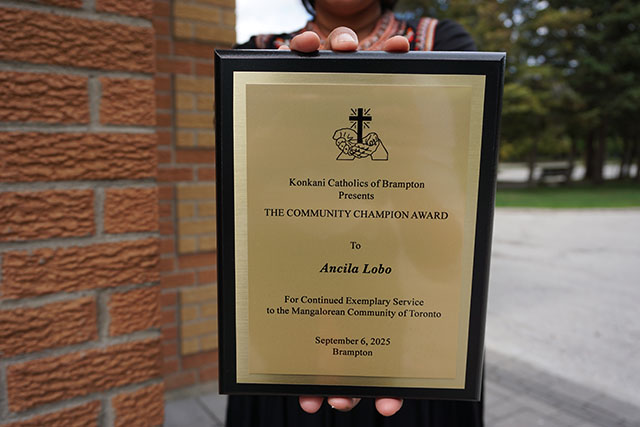 Konkani Catholics of Brampton
Presents
THE COMMUNITY CHAMPION AWARD
To
Ancila Lobo
For Continued Exemplary Service
to the Mangalorean Community of Toronto
September 6, 2025
Brampton